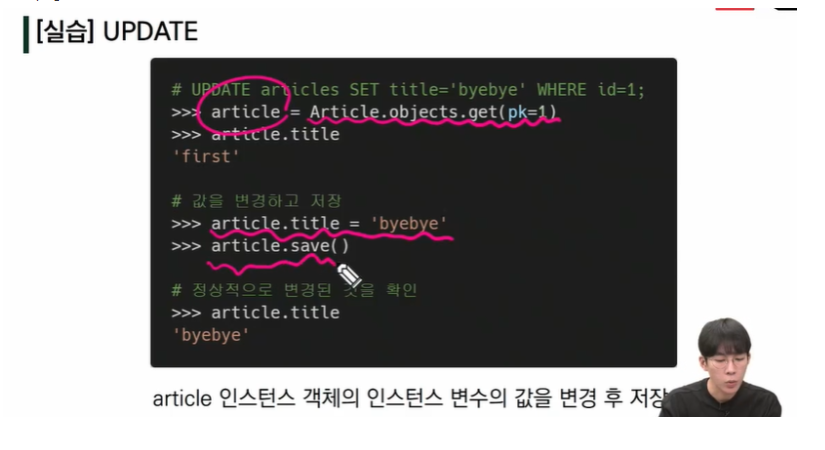 [실습] UPDATE
# UPDATE articles SET title='byebye' WHERE id=1;
>>> article = Article.objects.get(pk=1)
>>> article.title
'first'
# 값을 변경하고 저장
>>> article.title = 'byebye'
>>> article.save()
# 정상적으로 변경된 것을 확인
>>> article.title
'byebye'
article 인스턴스 객체의 인스턴스 변수의 값을 변경 후 저장